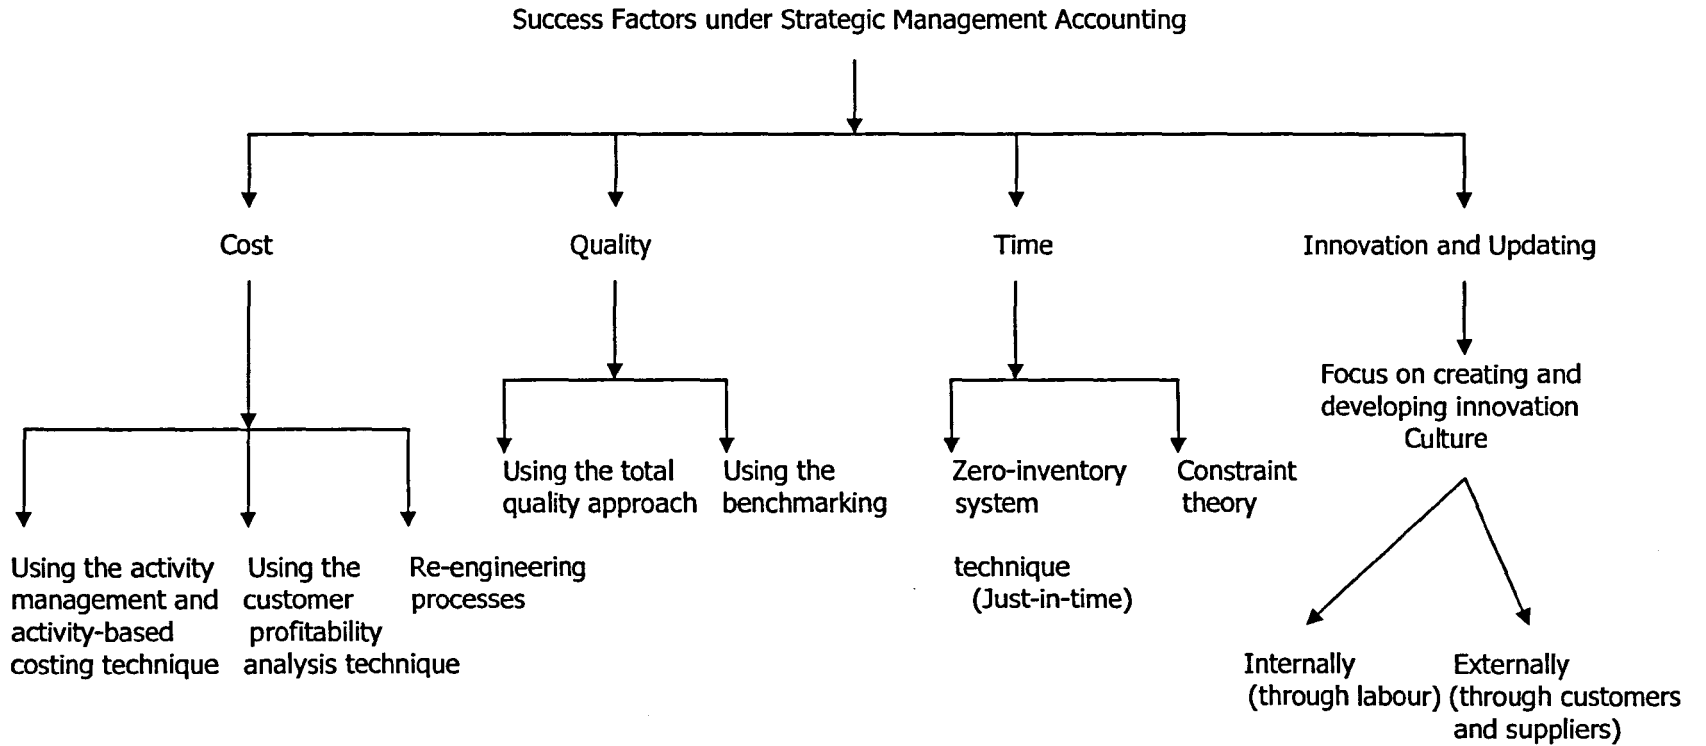 Success Factors under Strategic Management Accounting
Cost
Quality
Time
Innovation and Updating
Focus on creating and
developing innovation
Culture
Using the total
quality approach
Using the
benchmarking
Zero-inventory
system
technique
(Just-in-time)
Constraint
theory
Using the activity
management and
activity-based
costing technique
Using the
customer
profitability
analysis technique
Re-engineering
processes
Internally
(through labour)
Externally
(through customers
and suppliers)